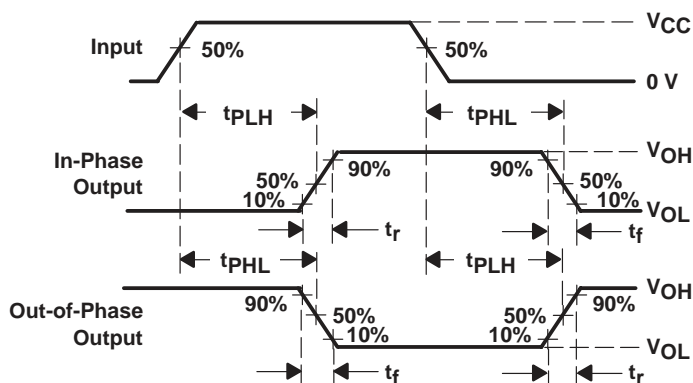 VCC
Input 50% 50%
0 V
tPLH tPHL
In-Phase
Output
VOH
90% 90%
50% 50%
10% 10%
VOL
tr tf
tPHL tPLH
Out-of-Phase
Output
VOH
90% 90%
50% 50%
10% 10%
VOL
tf tr